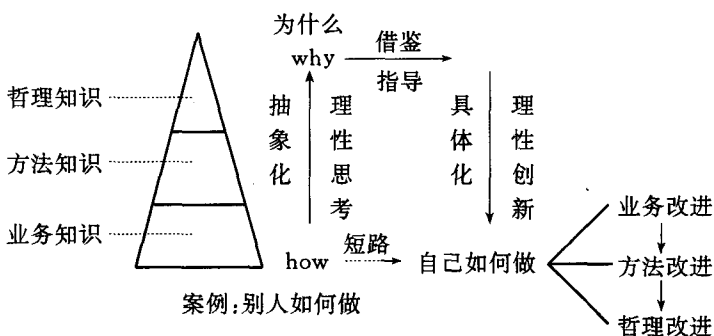 为什么
why
借鉴
指导
哲理知识
方法知识
业务知识
抽象化
理性思考
具体化
理性创新
how
短路
自己如何做
业务改进
方法改进
哲理改进
案例:别人如何做